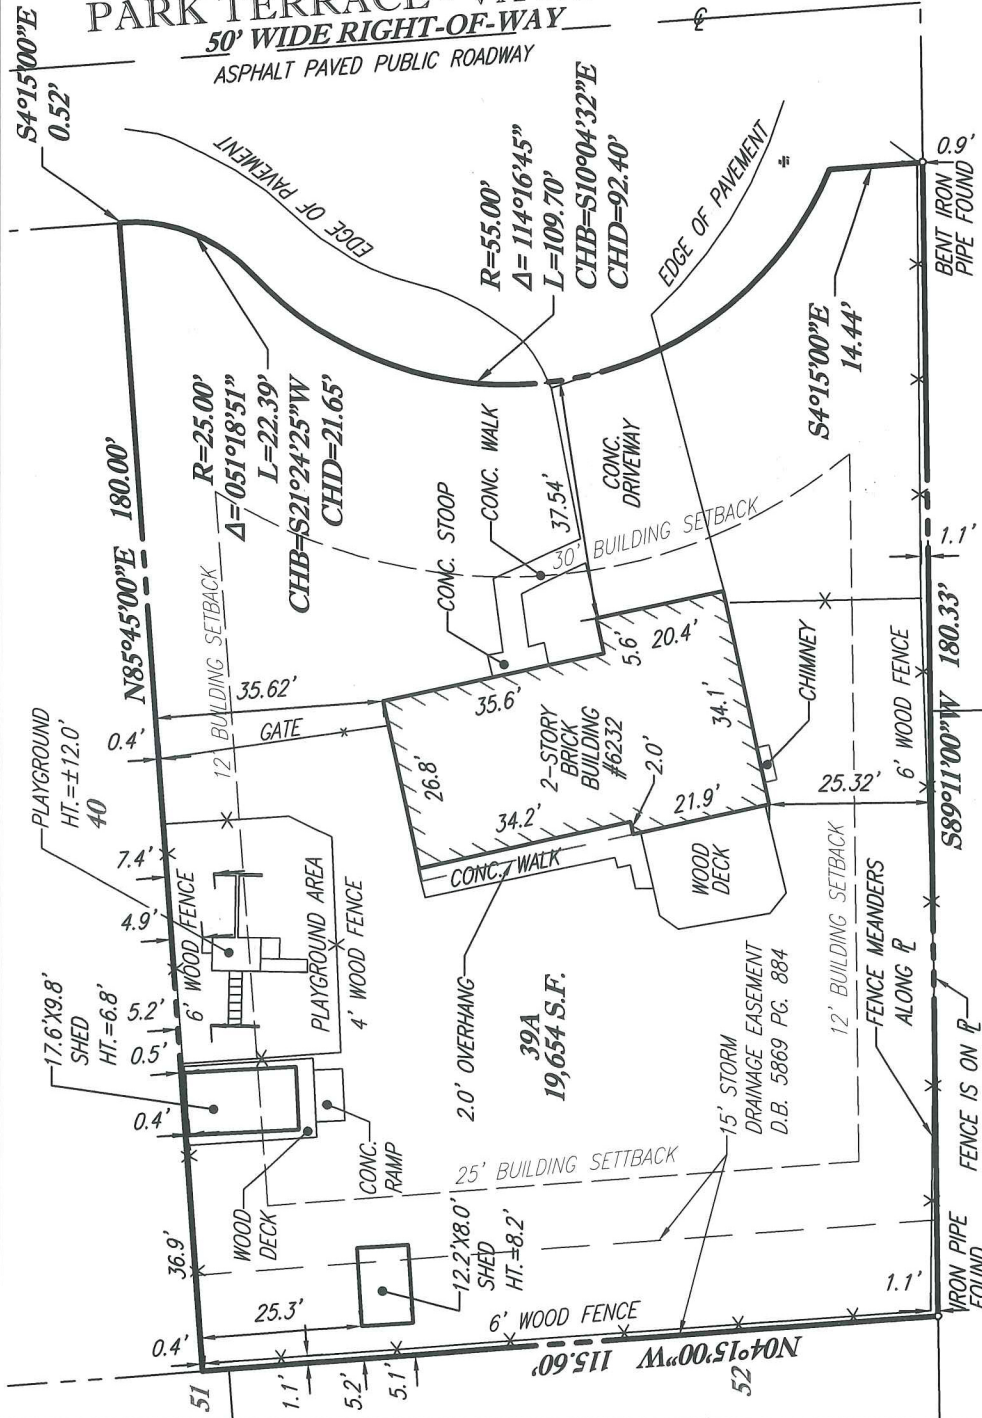 PARK TERRACE
50' WIDE RIGHT-OF-WAY
ASPHALT PAVED PUBLIC ROADWAY
S4°15'00"E
0.52'
EDGE OF PAVEMENT
R=55.00'
Δ= 114°16'45"
L=109.70'
CHB=S10°04'32"E
CHD=92.40'
EDGE OF PAVEMENT
0.9'
BENT IRON
PIPE FOUND
S4°15'00"E
14.44'
N85°45'00"E 180.00'
R=25.00'
Δ= 051°18'51"
L=22.39'
CHB=S21°24'25"W
CHD=21.65'
CONC. STOOP
CONC. WALK
37.54'
CONC.
DRIVEWAY
30' BUILDING SETBACK
12' BUILDING SETBACK
35.62'
GATE
0.4'
PLAYGROUND
HT.=±12.0'
40
7.4'
4.9'
6' WOOD FENCE
PLAYGROUND AREA
4' WOOD FENCE
5.2'
0.5'
17.6'X9.8'
SHED
HT.=6.8'
0.4'
WOOD
DECK
CONC.
RAMP
36.9'
35.6'
5.6'
20.4'
34.1'
26.8'
2-STORY
BRICK
BUILDING
#6232
34.2'
2.0'
21.9'
CHIMNEY
25.32'
CONC. WALK
WOOD
DECK
2.0' OVERHANG
39A
19,654 S.F.
15' STORM
DRAINAGE EASEMENT
D.B. 5869 PG. 884
12' BUILDING SETBACK
FENCE MEANDERS
ALONG PL
1.1'
6' WOOD FENCE
S89°11'00"W 180.33'
FENCE IS ON PL
25' BUILDING SETTBACK
12.2'X8.0'
SHED
HT.=8.2'
25.3'
0.4'
51
1.1'
5.2'
5.1'
6' WOOD FENCE
N04°15'00"W 115.60'
52
1.1'
IRON PIPE
FOUND